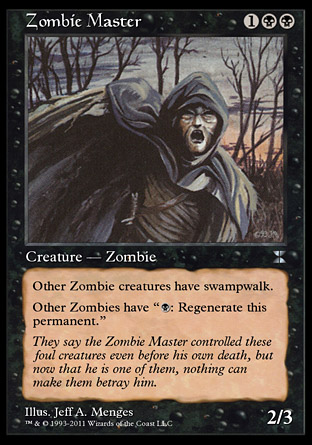 Zombie Master 1
Creature — Zombie
Other Zombie creatures have swampwalk.
Other Zombies have “: Regenerate this
permanent.”
They say the Zombie Master controlled these
foul creatures even before his own death, but
now that he is one of them, nothing can
make them betray him.
Illus. Jeff A. Menges
™ & © 1993-2011 Wizards of the Coast LLC
2/3